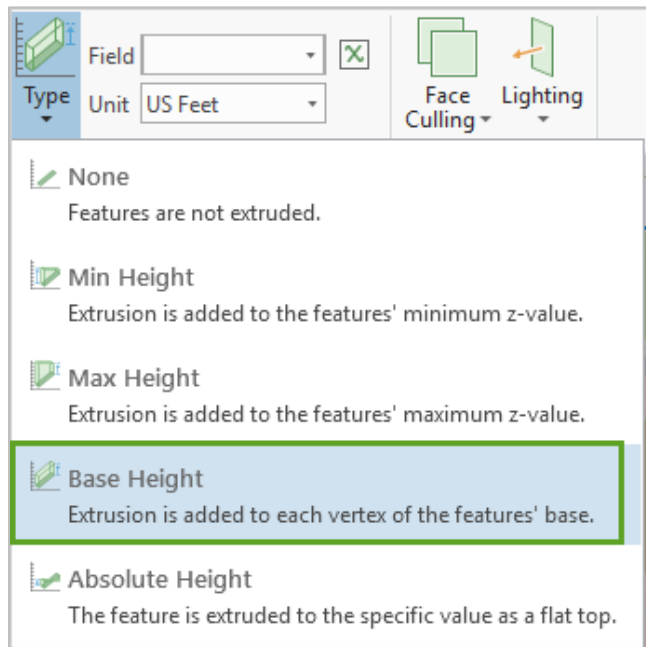 Type
Field
Unit US Feet
Face Culling
Lighting
None
Features are not extruded.
Min Height
Extrusion is added to the features' minimum z-value.
Max Height
Extrusion is added to the features' maximum z-value.
Base Height
Extrusion is added to each vertex of the features' base.
Absolute Height
The feature is extruded to the specific value as a flat top.